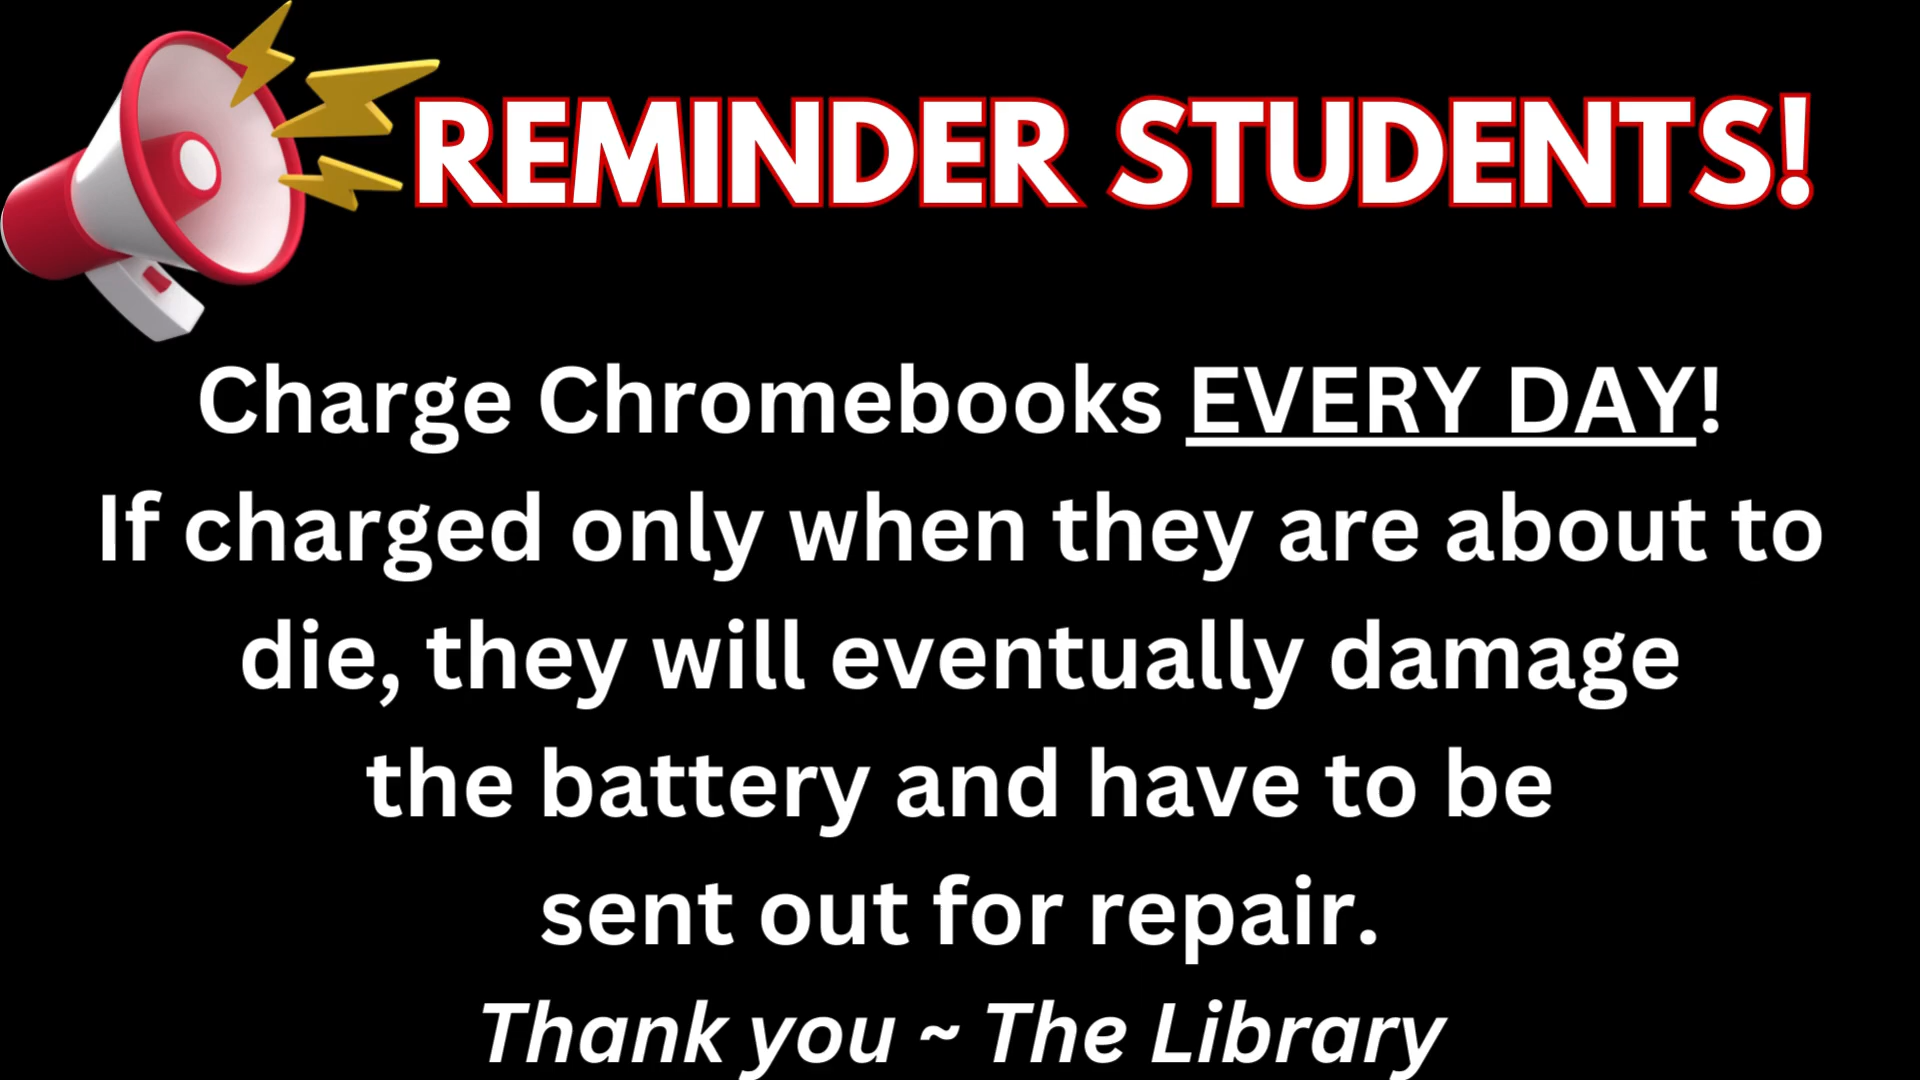 REMINDER STUDENTS!
Charge Chromebooks EVERY DAY!
If charged only when they are about to
die, they will eventually damage
the battery and have to be
sent out for repair.
Thank you ~ The Library